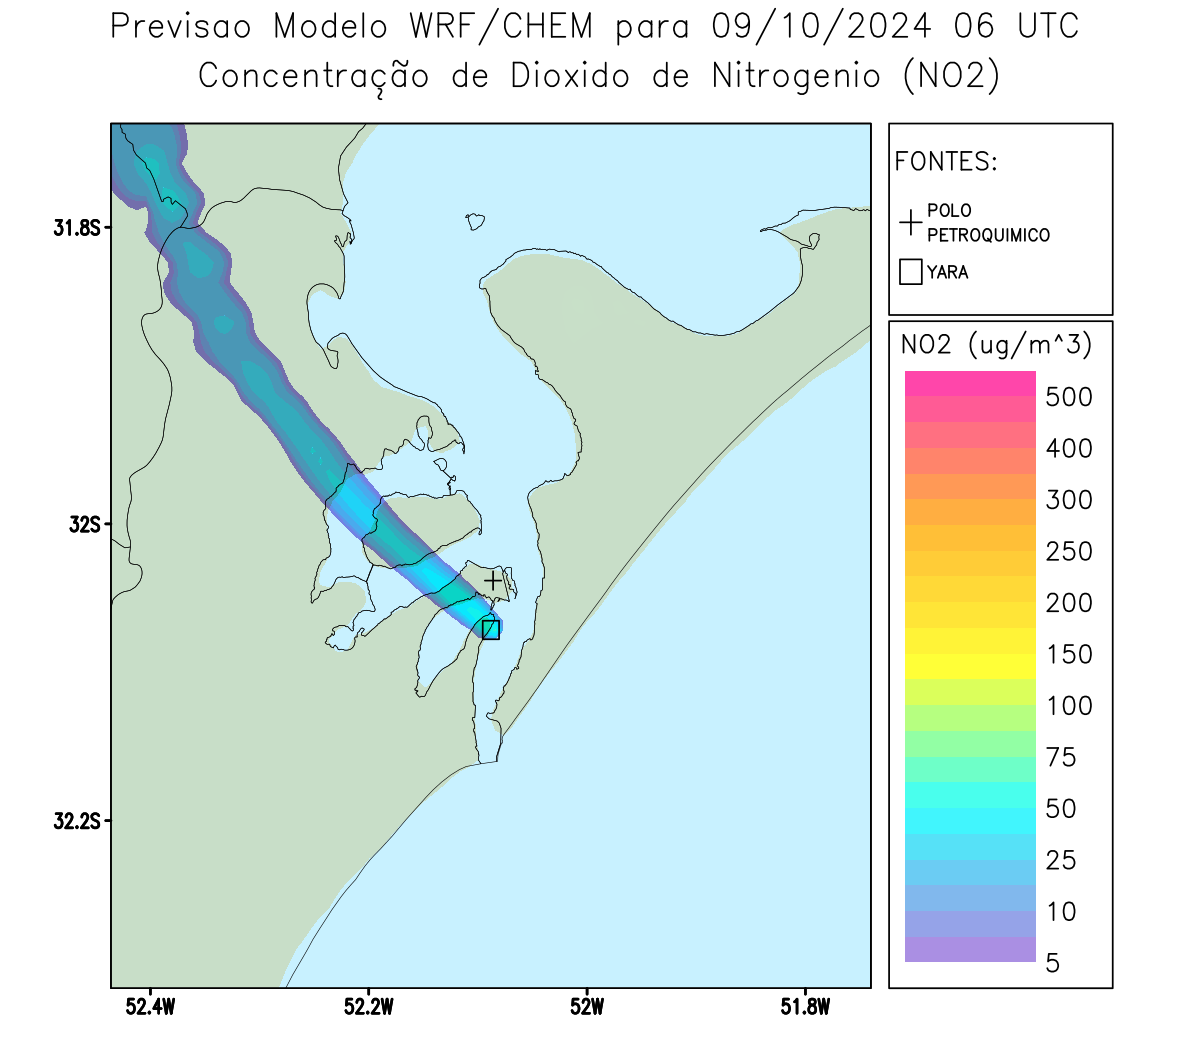 Previsao Modelo WRF/CHEM para 09/10/2024 06 UTC
Concentração de Dioxido de Nitrogenio (NO2)
FONTES:
POLO
PETROQUIMICO
YARA
NO2 (ug/m^3)
500
400
300
250
200
150
100
75
50
25
10
5
31.8S
32S
32.2S
52.4W
52.2W
52W
51.8W